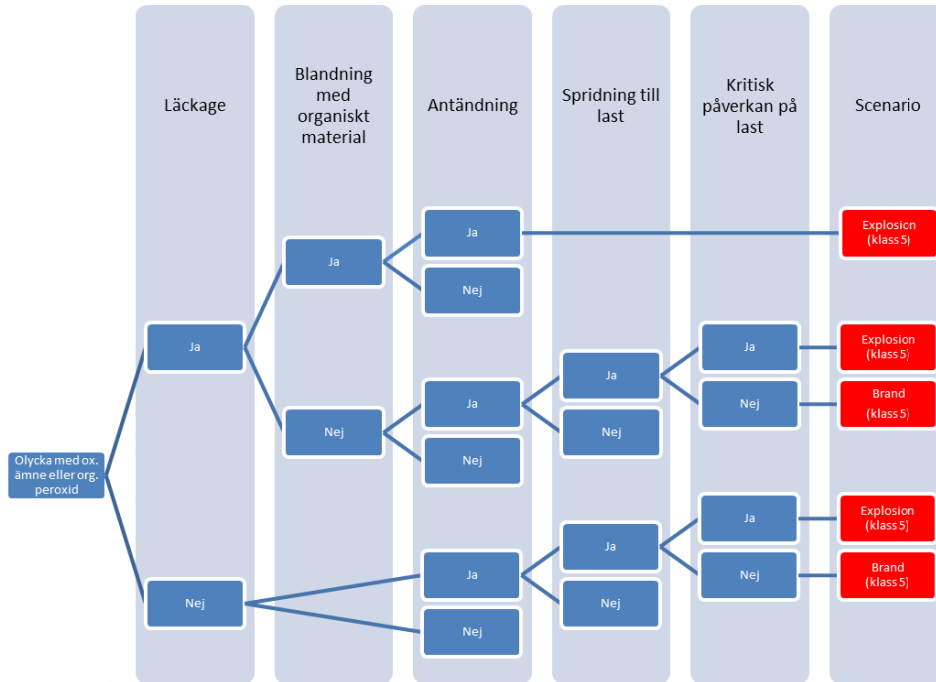 Läckage
Blandning
med
organiskt
material
Antändning
Spridning till
last
Kritisk
påverkan på
last
Scenario
Ja
Explosion
(klass 5)
Ja
Nej
Ja
Explosion
(klass 5)
Ja
Ja
Ja
Nej
Brand
(klass 5)
Nej
Nej
Nej
Olycka med ox.
ämne eller org.
peroxid
Ja
Explosion
(klass 5)
Ja
Ja
Nej
Brand
(klass 5)
Nej
Nej
Nej